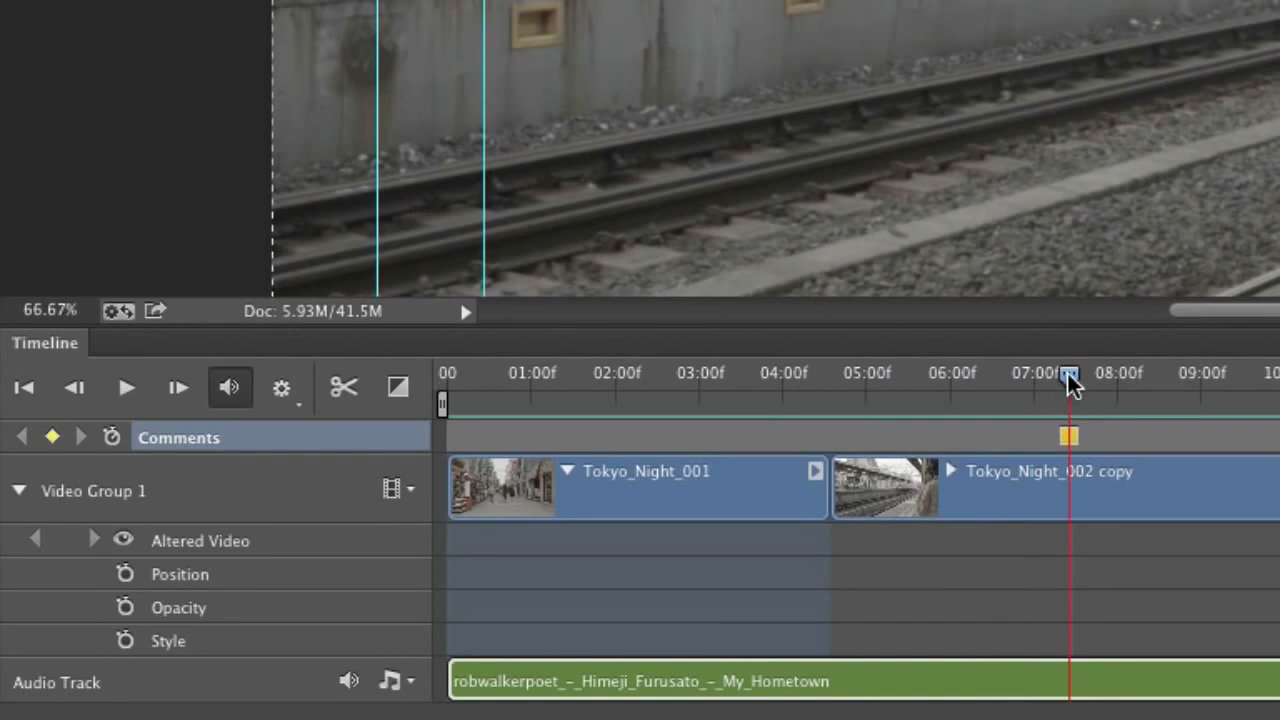 66.67%
Doc: 5.93M/41.5M
Timeline
00 01:00f 02:00f 03:00f 04:00f 05:00f 06:00f 07:00f 08:00f 09:00f 10
Comments
Video Group 1
Tokyo_Night_001
Tokyo_Night_002 copy
Altered Video
Position
Opacity
Style
Audio Track
robwalkerpoet_-_Himeji_Furusato_-_My_Hometown